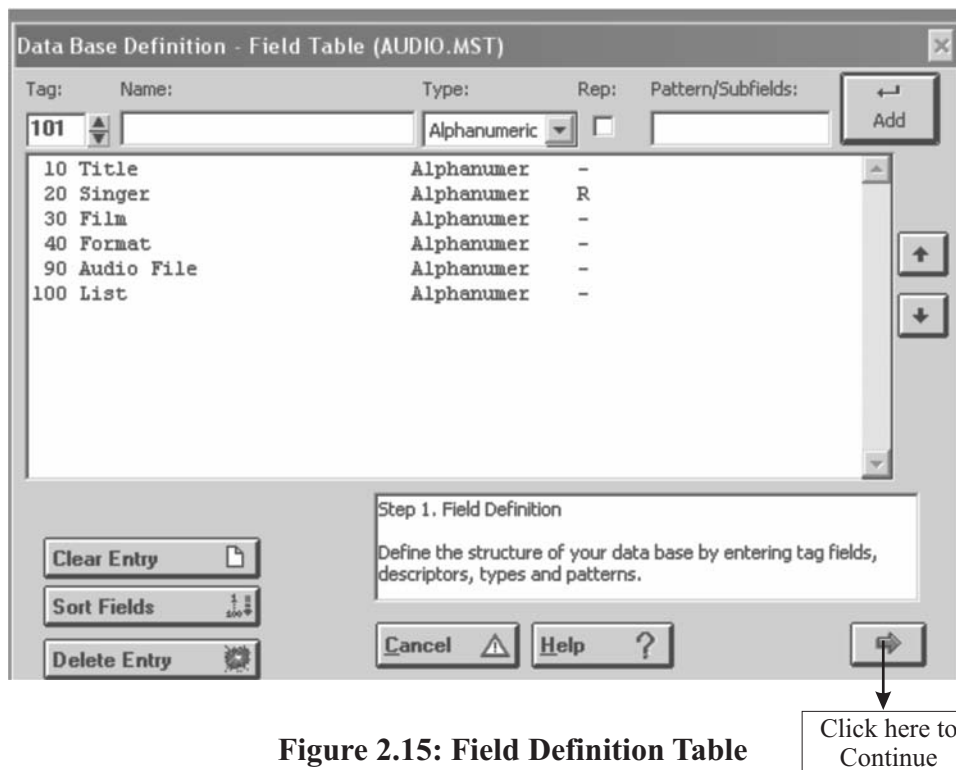 Data Base Definition - Field Table (AUDIO.MST)
Tag: Name: Type: Rep: Pattern/Subfields:
101 Alphanumeric Add
10 Title Alphanumer -
20 Singer Alphanumer R
30 Film Alphanumer -
40 Format Alphanumer -
90 Audio File Alphanumer -
100 List Alphanumer -
Step 1. Field Definition
Define the structure of your data base by entering tag fields,
descriptors, types and patterns.
Clear Entry
Sort Fields
Delete Entry
Cancel Help ?
Click here to
Continue
Figure 2.15: Field Definition Table